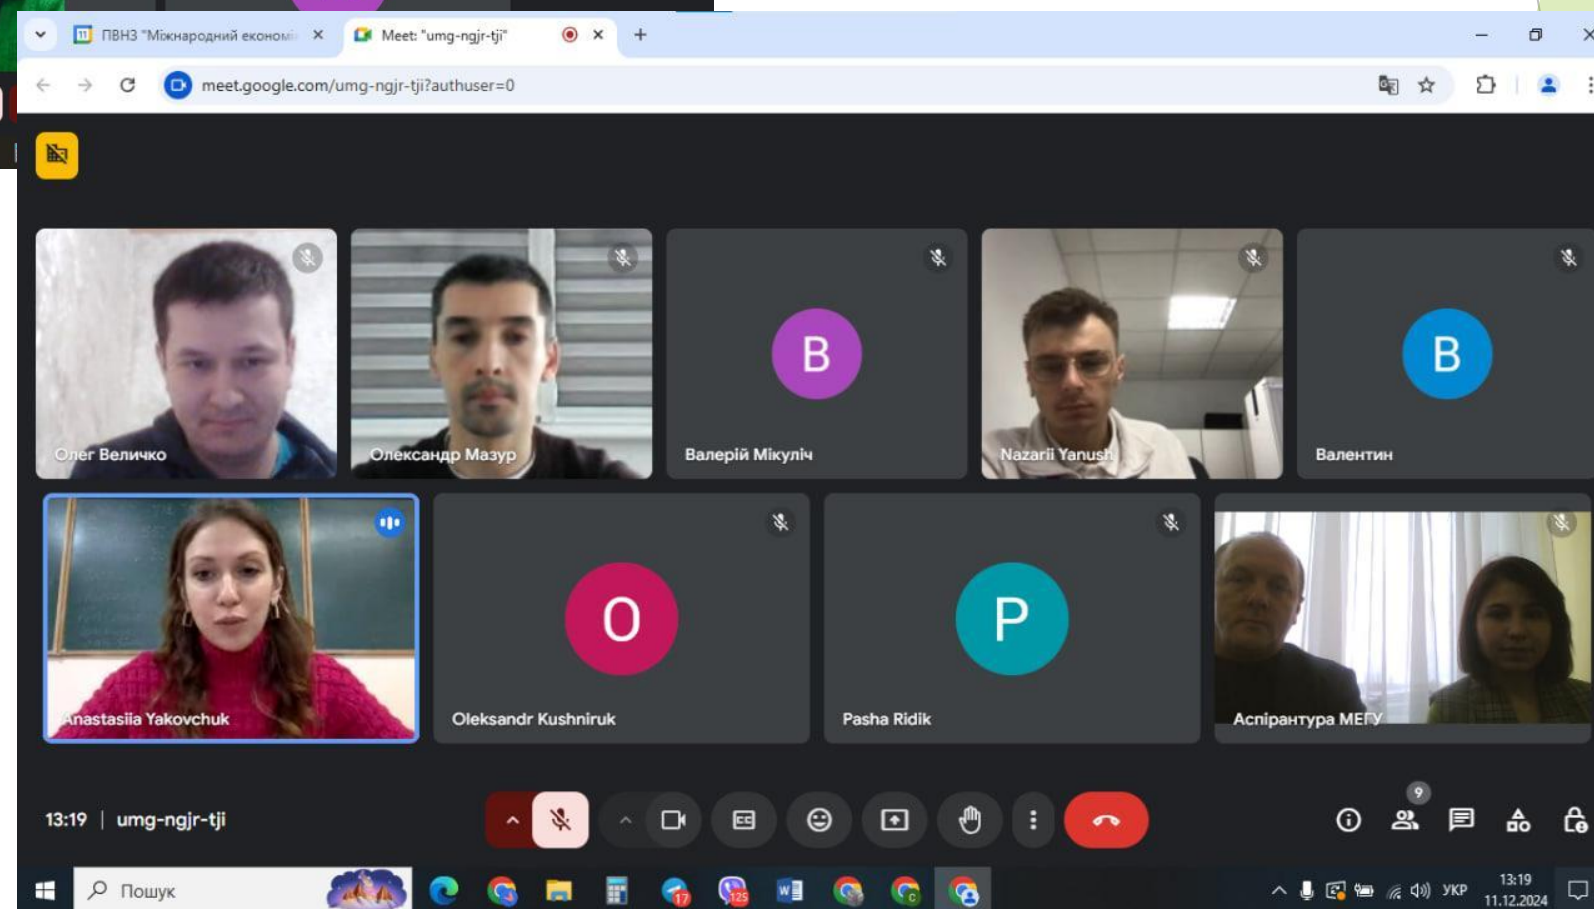 ПВНЗ "Міжнародний економі
Meet: "umg-ngjr-tji"
meet.google.com/umg-ngjr-tji?authuser=0
Олег Величко
Олександр Мазур
В
Валерій Мікуліч
Nazarii Yanush
В
Валентин
Anastasiia Yakovchuk
O
Oleksandr Kushniruk
P
Pasha Ridik
Аспірантура МЕГУ
13:19 | umg-ngjr-tji
CC
9
Пошук
17
125
W
C
УКР
13:19
11.12.2024